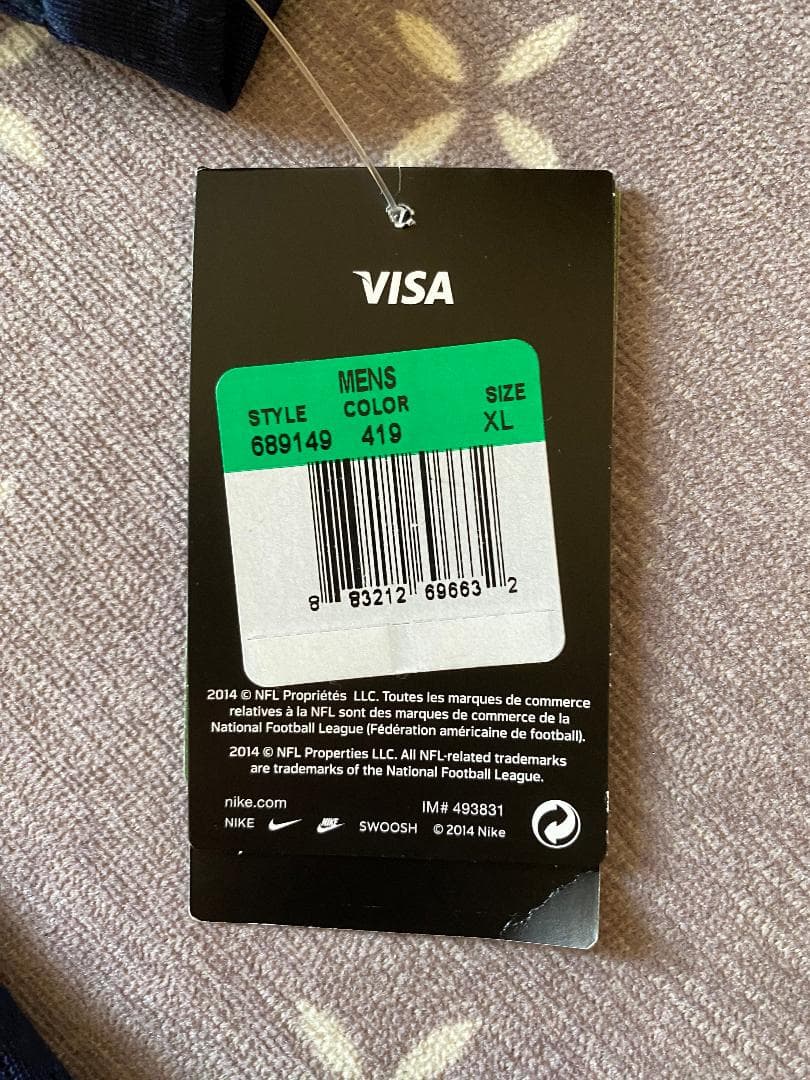 VISA
MENS
STYLE COLOR SIZE
689149 419 XL
8 83212 69663 2
2014 © NFL Propriétés LLC. Toutes les marques de commerce
relatives à la NFL sont des marques de commerce de la
National Football League (Fédération américaine de football).
2014 © NFL Properties LLC. All NFL-related trademarks
are trademarks of the National Football League.
nike.com IM# 493831
NIKE NIKE SWOOSH © 2014 Nike